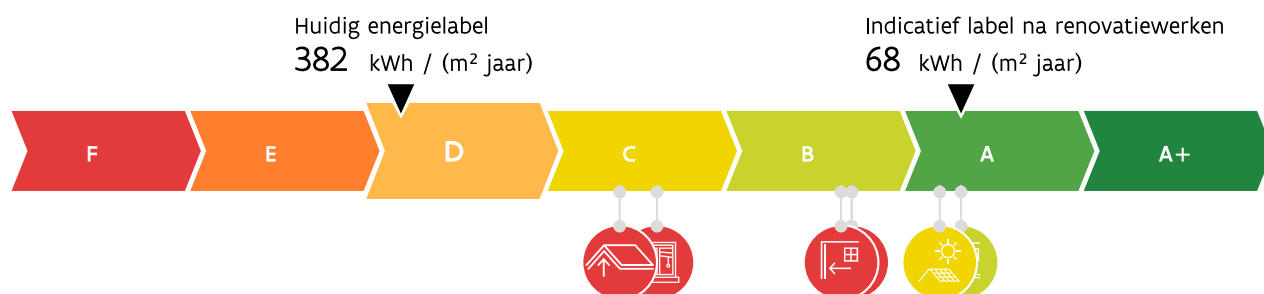 Huidig energielabel
382 kWh / (m² jaar)
Indicatief label na renovatiewerken
68 kWh / (m² jaar)
F E D C B A A+